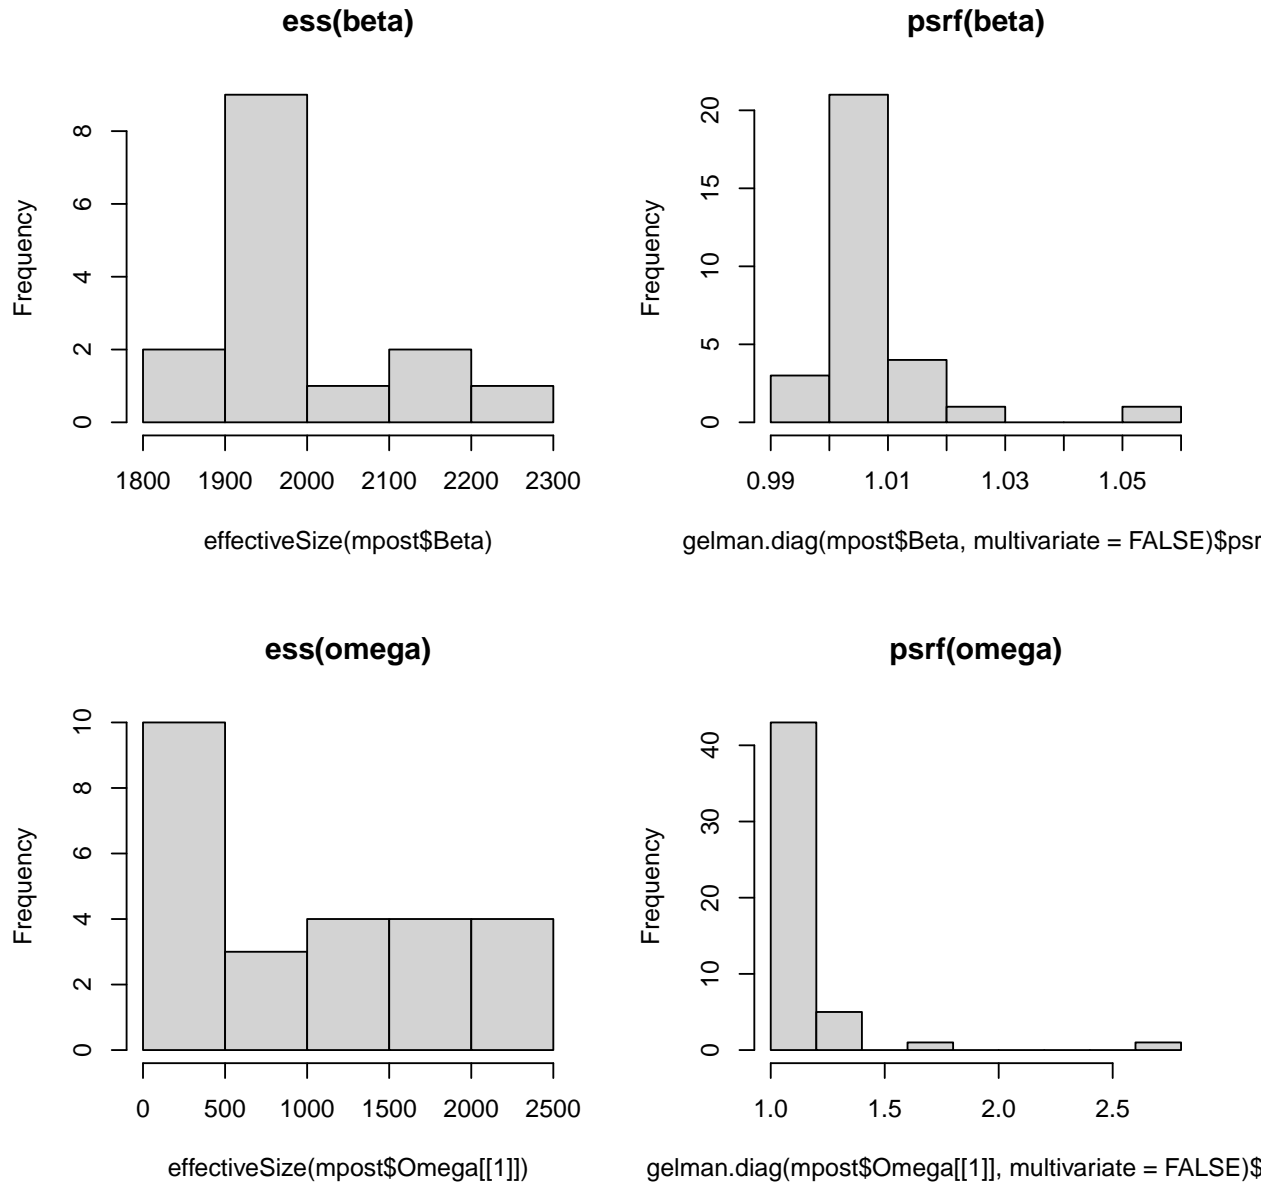 ess(beta)
Frequency
0 2 4 6 8
1800 1900 2000 2100 2200 2300
effectiveSize(mpost$Beta)
psrf(beta)
Frequency
0 5 10 15 20
0.99 1.01 1.03 1.05
gelman.diag(mpost$Beta, multivariate = FALSE)$psr
ess(omega)
Frequency
0 2 4 6 8 10
0 500 1000 1500 2000 2500
effectiveSize(mpost$Omega[[1]])
psrf(omega)
Frequency
0 10 20 30 40
1.0 1.5 2.0 2.5
gelman.diag(mpost$Omega[[1]], multivariate = FALSE)$